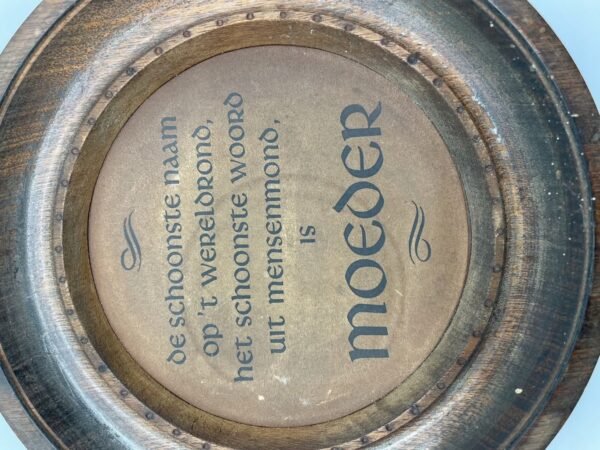 de schoonste naam
op 't wereldrond,
het schoonste woord
uit mensenmond,
is
moeder